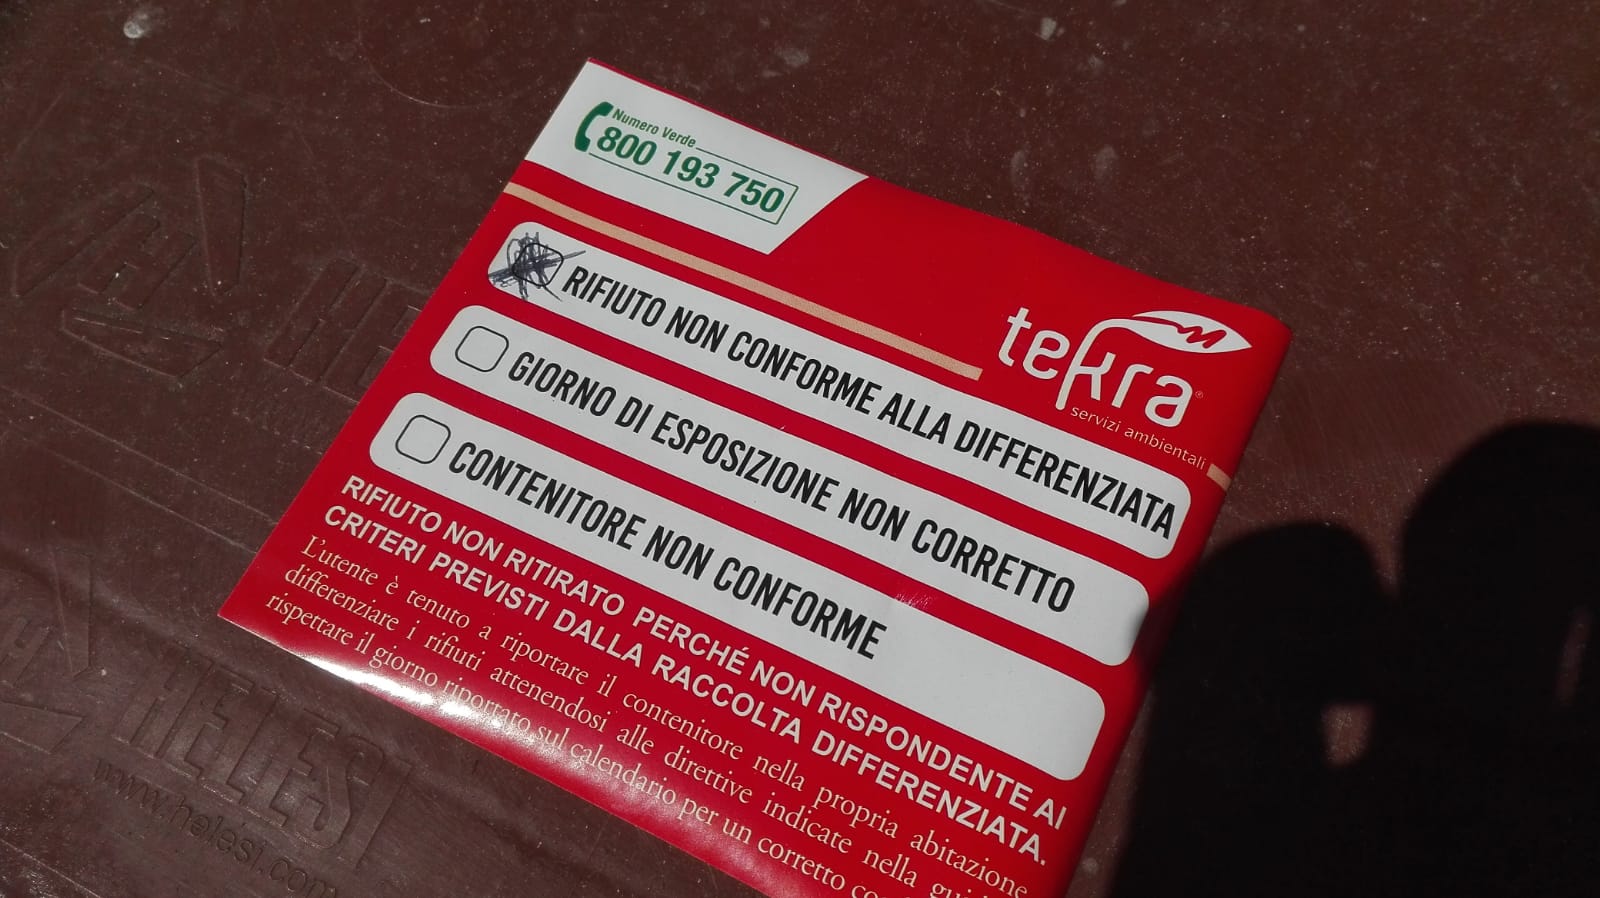 Numero Verde
800 193 750
tekra®
servizi ambientali
RIFIUTO NON CONFORME ALLA DIFFERENZIATA
GIORNO DI ESPOSIZIONE NON CORRETTO
CONTENITORE NON CONFORME
RIFIUTO NON RITIRATO PERCHÉ NON RISPONDENTE AI
CRITERI PREVISTI DALLA RACCOLTA DIFFERENZIATA.
L'utente è tenuto a riportare il contenitore nella propria abitazione
differenziare i rifiuti attenendosi alle direttive indicate nella
rispettare il giorno riportato sul calendario per un corretto
HELESI
www.helesi.com